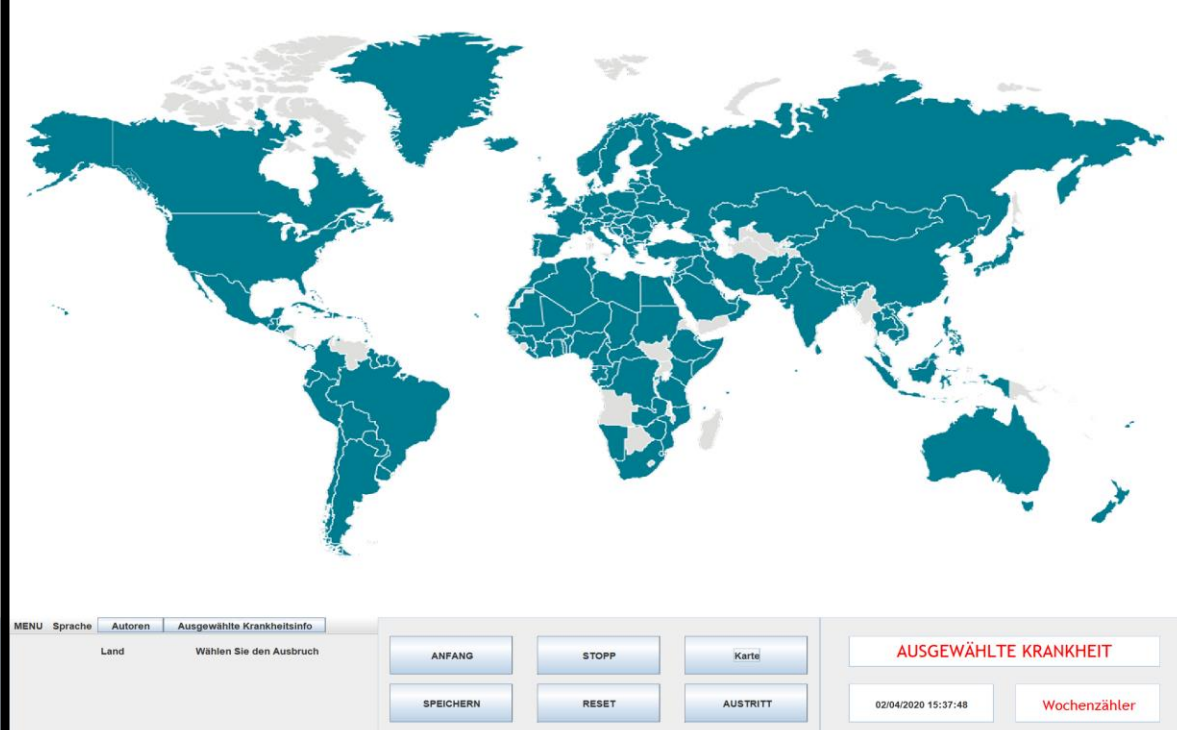 MENU Sprache Autoren Ausgewählte Krankheitsinfo
Land Wählen Sie den Ausbruch
ANFANG STOPP Karte
SPEICHERN RESET AUSTRITT
AUSGEWÄHLTE KRANKHEIT
02/04/2020 15:37:48 Wochenzähler